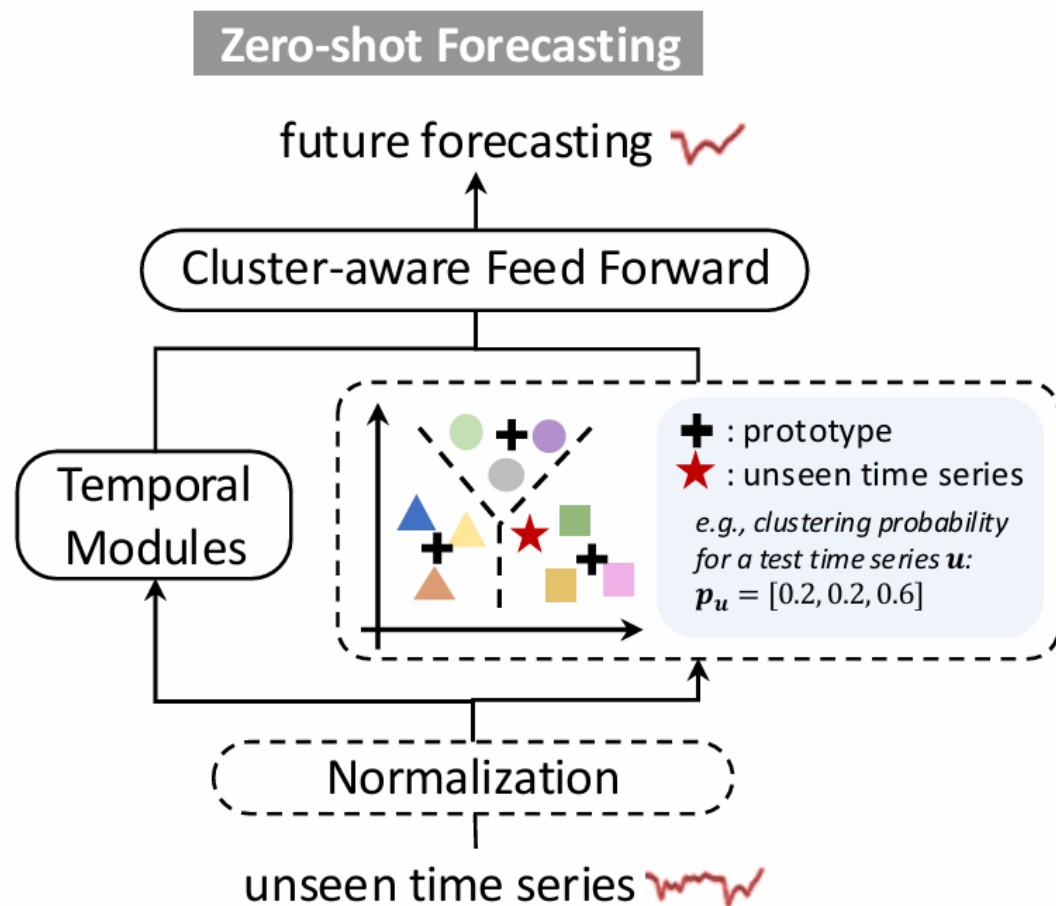 Zero-shot Forecasting
future forecasting
Cluster-aware Feed Forward
Temporal
Modules
: prototype
: unseen time series
e.g., clustering probability
for a test time series u:
pᵤ = [0.2, 0.2, 0.6]
Normalization
unseen time series